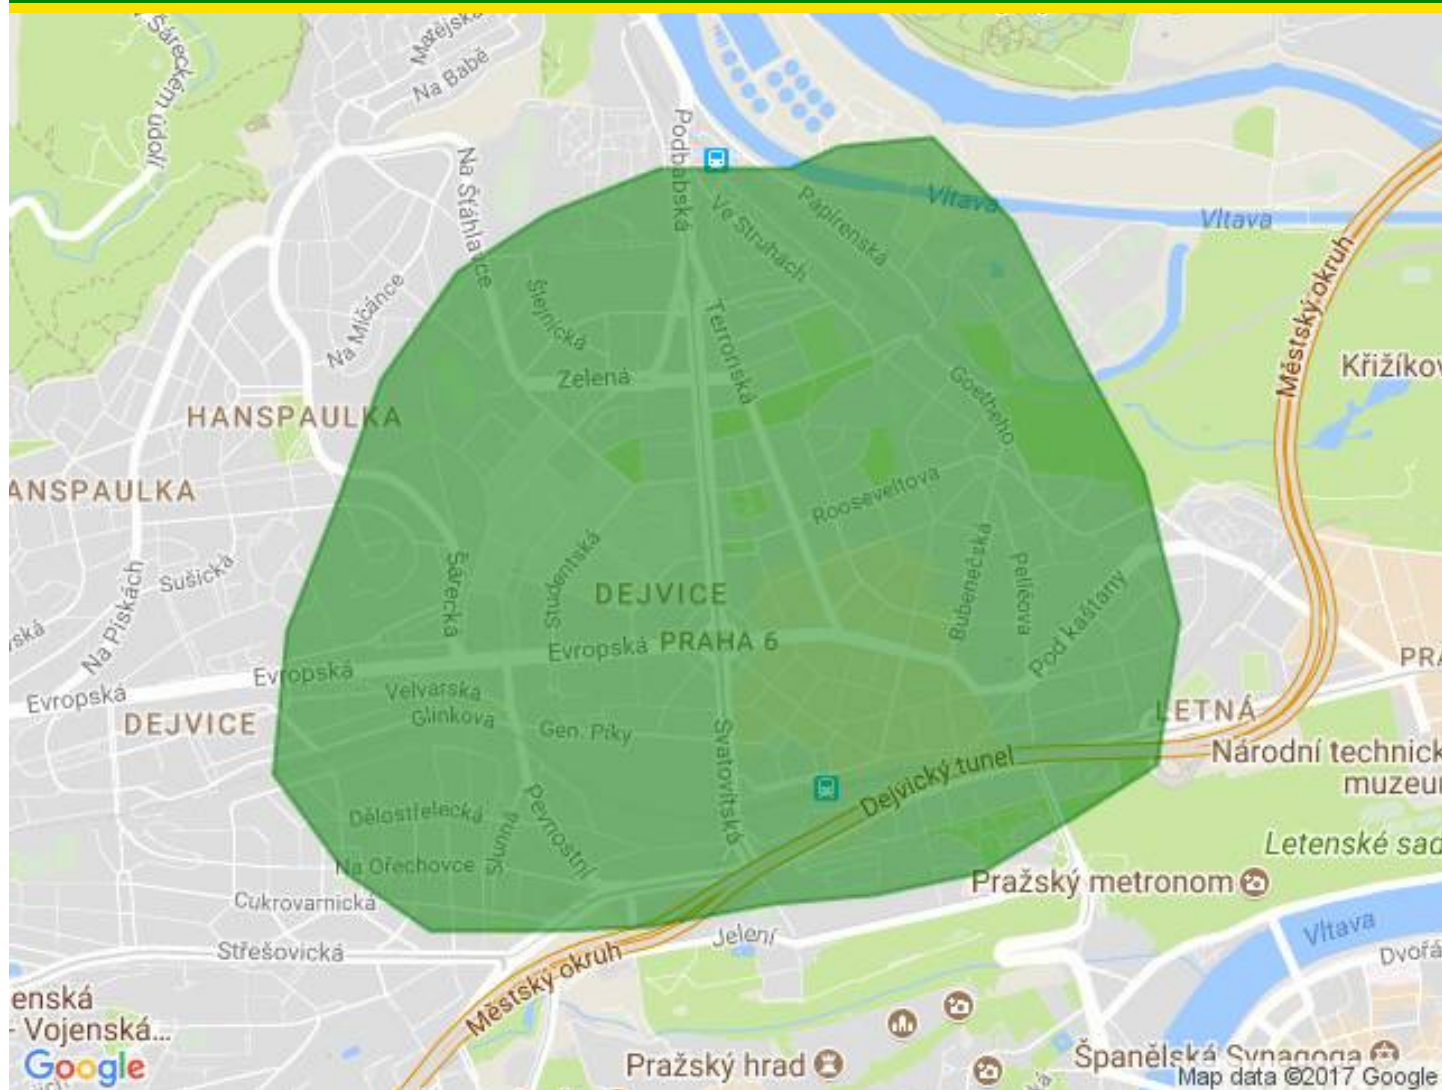 V Šáreckém údolí
Matějská
Na Babě
Podbabská
Na Šťáhlavce
Ve Struhách
Papírenská
Vltava
Vltava
Městský okruh
Na Míčánce
Šlejnická
Terronská
Křižíkov
Zelená
Goetheho
HANSPAULKA
ANSPAULKA
Rooseveltova
Sušická
Na Pískách
Šárecká
Studentská
DEJVICE
Bubenečská
Pelléova
Pod kaštany
vská
Evropská
PRAHA 6
PRA
Evropská
Evropská
Velvarská
Glinkova
DEJVICE
LETNÁ
Gen. Píky
Svatovítská
Národní technick
muzeu
Dejvický tunel
Dělostřelecká
Slunná
Pevnostní
Letenské sad
Na Ořechovce
Pražský metronom
Cukrovarnická
Vltava
Střešovická
Jelení
Dvořá
Městský okruh
enská
- Vojenská...
Pražský hrad
Španělská Synagoga
Google
Map data ©2017 Google